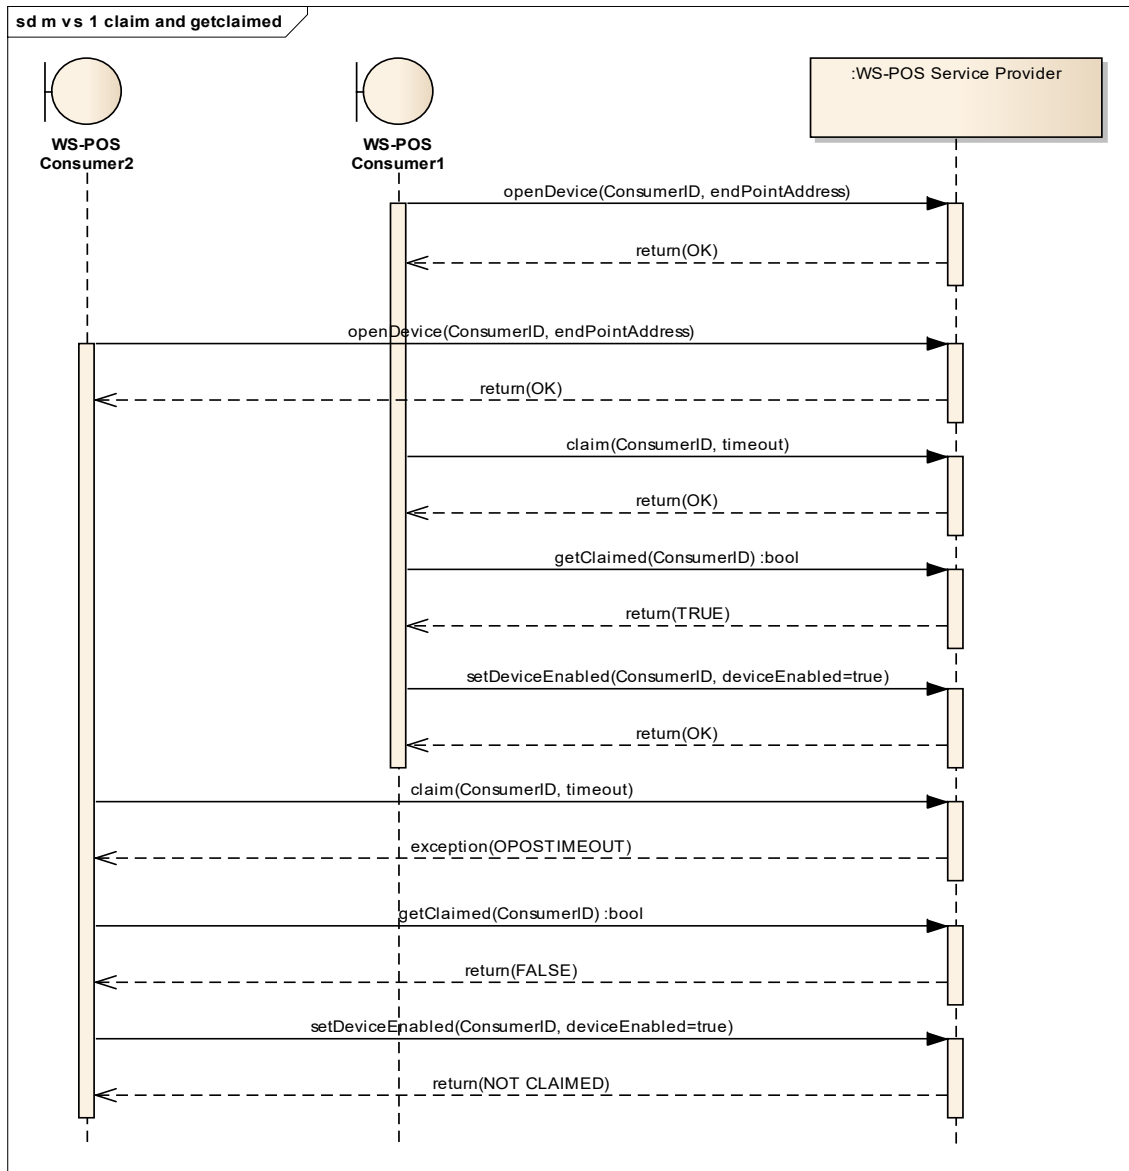 sd m v s 1 claim and getclaimed
WS-POS
Consumer2
WS-POS
Consumer1
:WS-POS Service Provider
openDevice(ConsumerID, endPointAddress)
return(OK)
openDevice(ConsumerID, endPointAddress)
return(OK)
claim(ConsumerID, timeout)
return(OK)
getClaimed(ConsumerID) :bool
return(TRUE)
setDeviceEnabled(ConsumerID, deviceEnabled=true)
return(OK)
claim(ConsumerID, timeout)
exception(OPOSTIMEOUT)
getClaimed(ConsumerID) :bool
return(FALSE)
setDeviceEnabled(ConsumerID, deviceEnabled=true)
return(NOT CLAIMED)